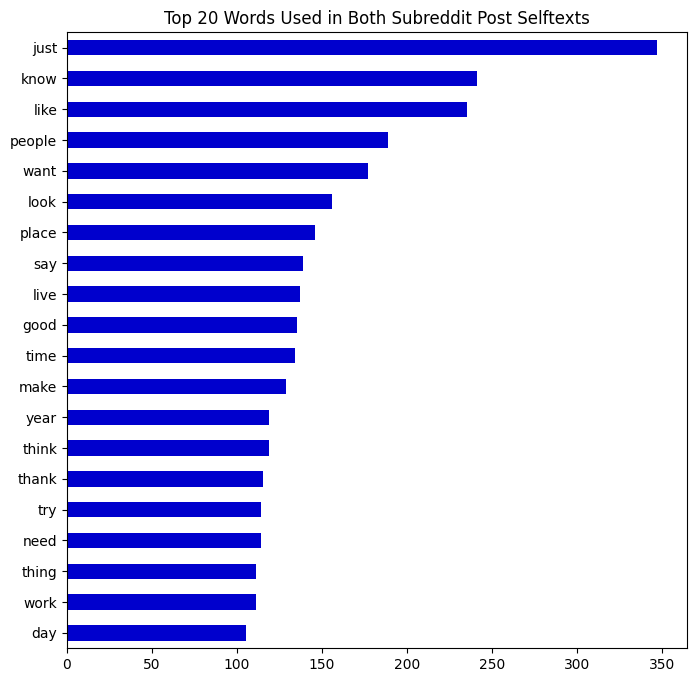 Top 20 Words Used in Both Subreddit Post Selftexts
just
know
like
people
want
look
place
say
live
good
time
make
year
think
thank
try
need
thing
work
day
0 50 100 150 200 250 300 350